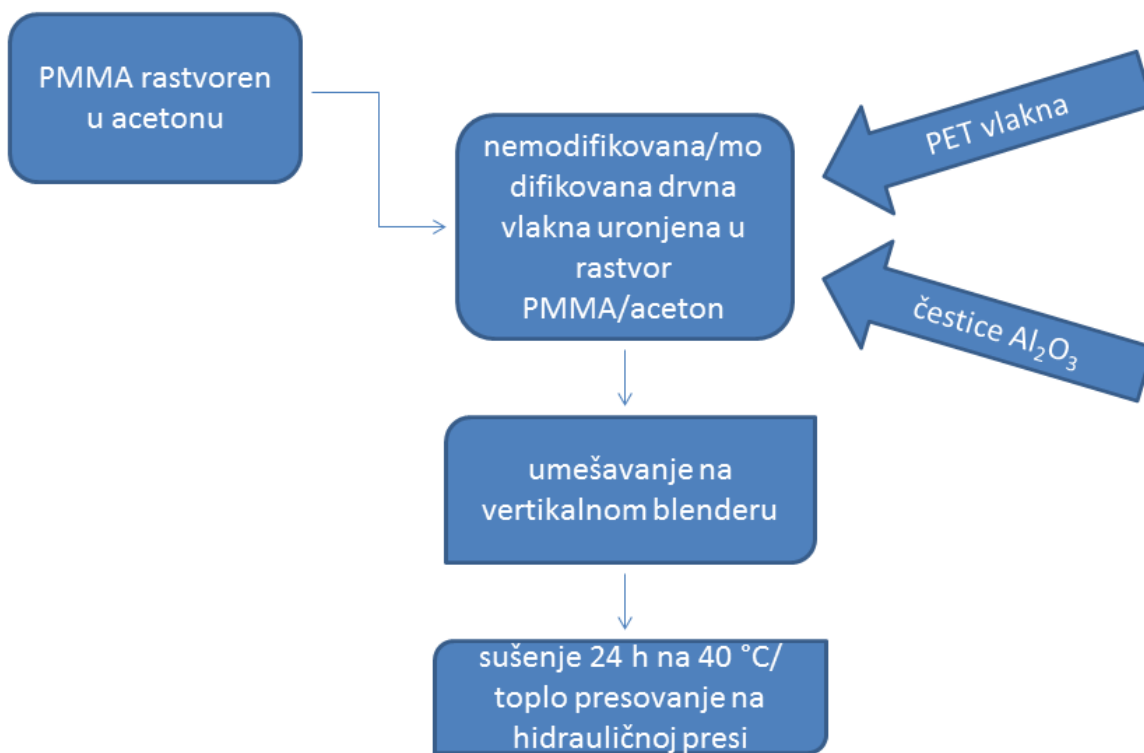 PMMA rastvoren
u acetonu
nemodifikovana/mo
difikovana drvna
vlakna uronjena u
rastvor
PMMA/aceton
PET vlakna
čestice Al₂O₃
umešavanje na
vertikalnom blenderu
sušenje 24 h na 40 °C/
toplo presovanje na
hidrauličnoj presi